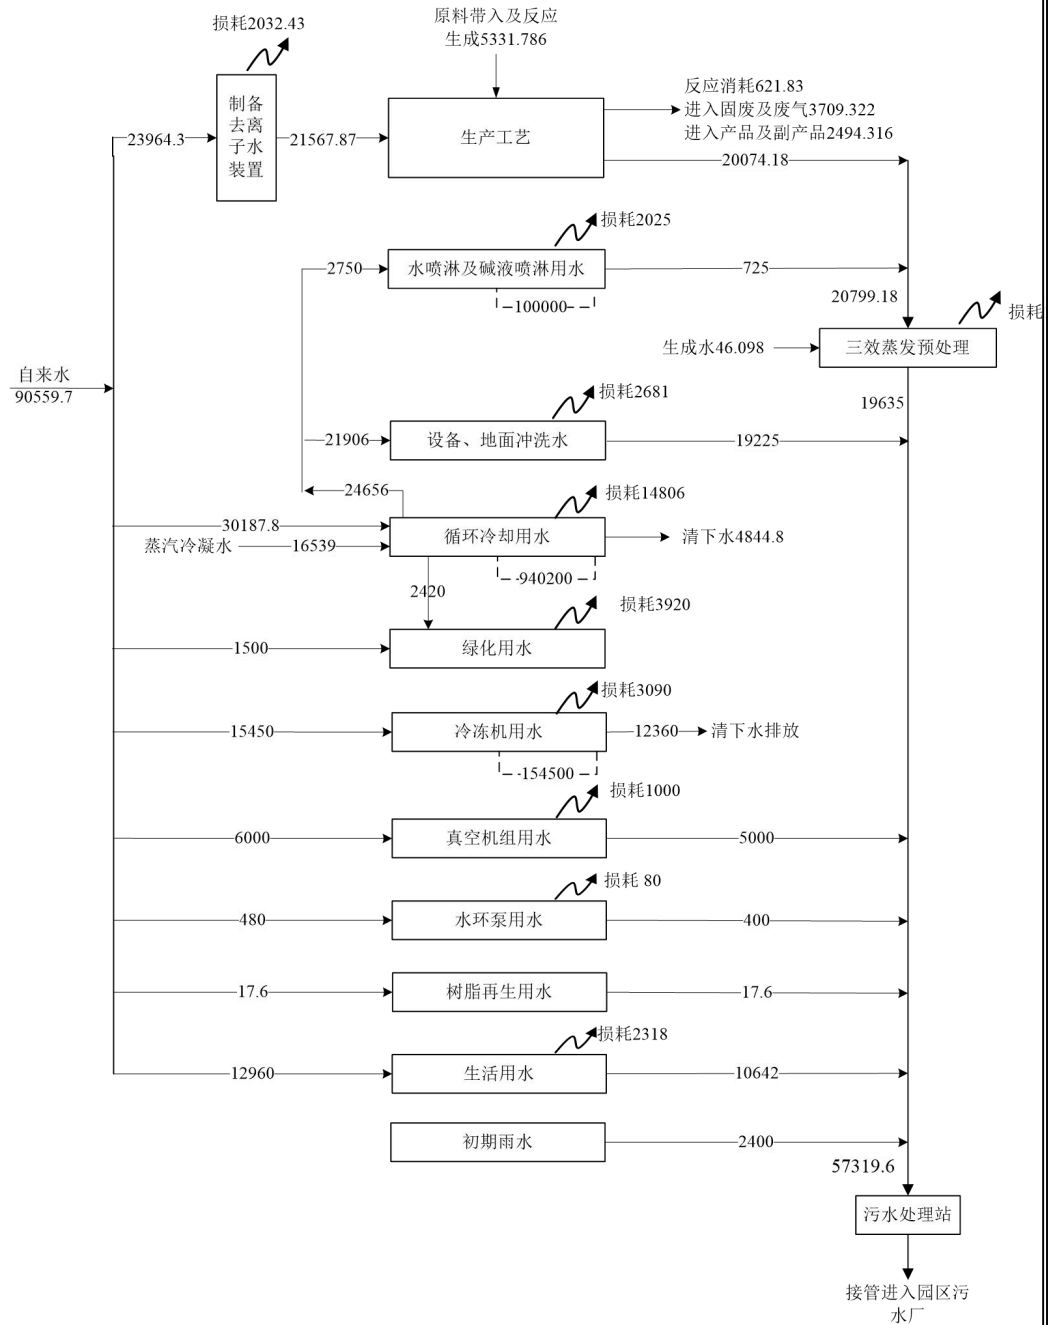 损耗2032.43
原料带入及反应
生成5331.786
制备
去离
子水
装置
23964.3
21567.87
生产工艺
反应消耗621.83
进入固废及废气3709.322
进入产品及副产品2494.316
20074.18
损耗2025
2750
水喷淋及碱液喷淋用水
725
100000
20799.18
损耗
生成水46.098
三效蒸发预处理
自来水
90559.7
19635
损耗2681
21906
设备、地面冲洗水
19225
24656
损耗14806
30187.8
循环冷却用水
清下水4844.8
蒸汽冷凝水
16539
940200
2420
损耗3920
1500
绿化用水
损耗3090
15450
冷冻机用水
12360
清下水排放
154500
损耗1000
6000
真空机组用水
5000
损耗 80
480
水环泵用水
400
17.6
树脂再生用水
17.6
损耗2318
12960
生活用水
10642
初期雨水
2400
57319.6
污水处理站
接管进入园区污
水厂